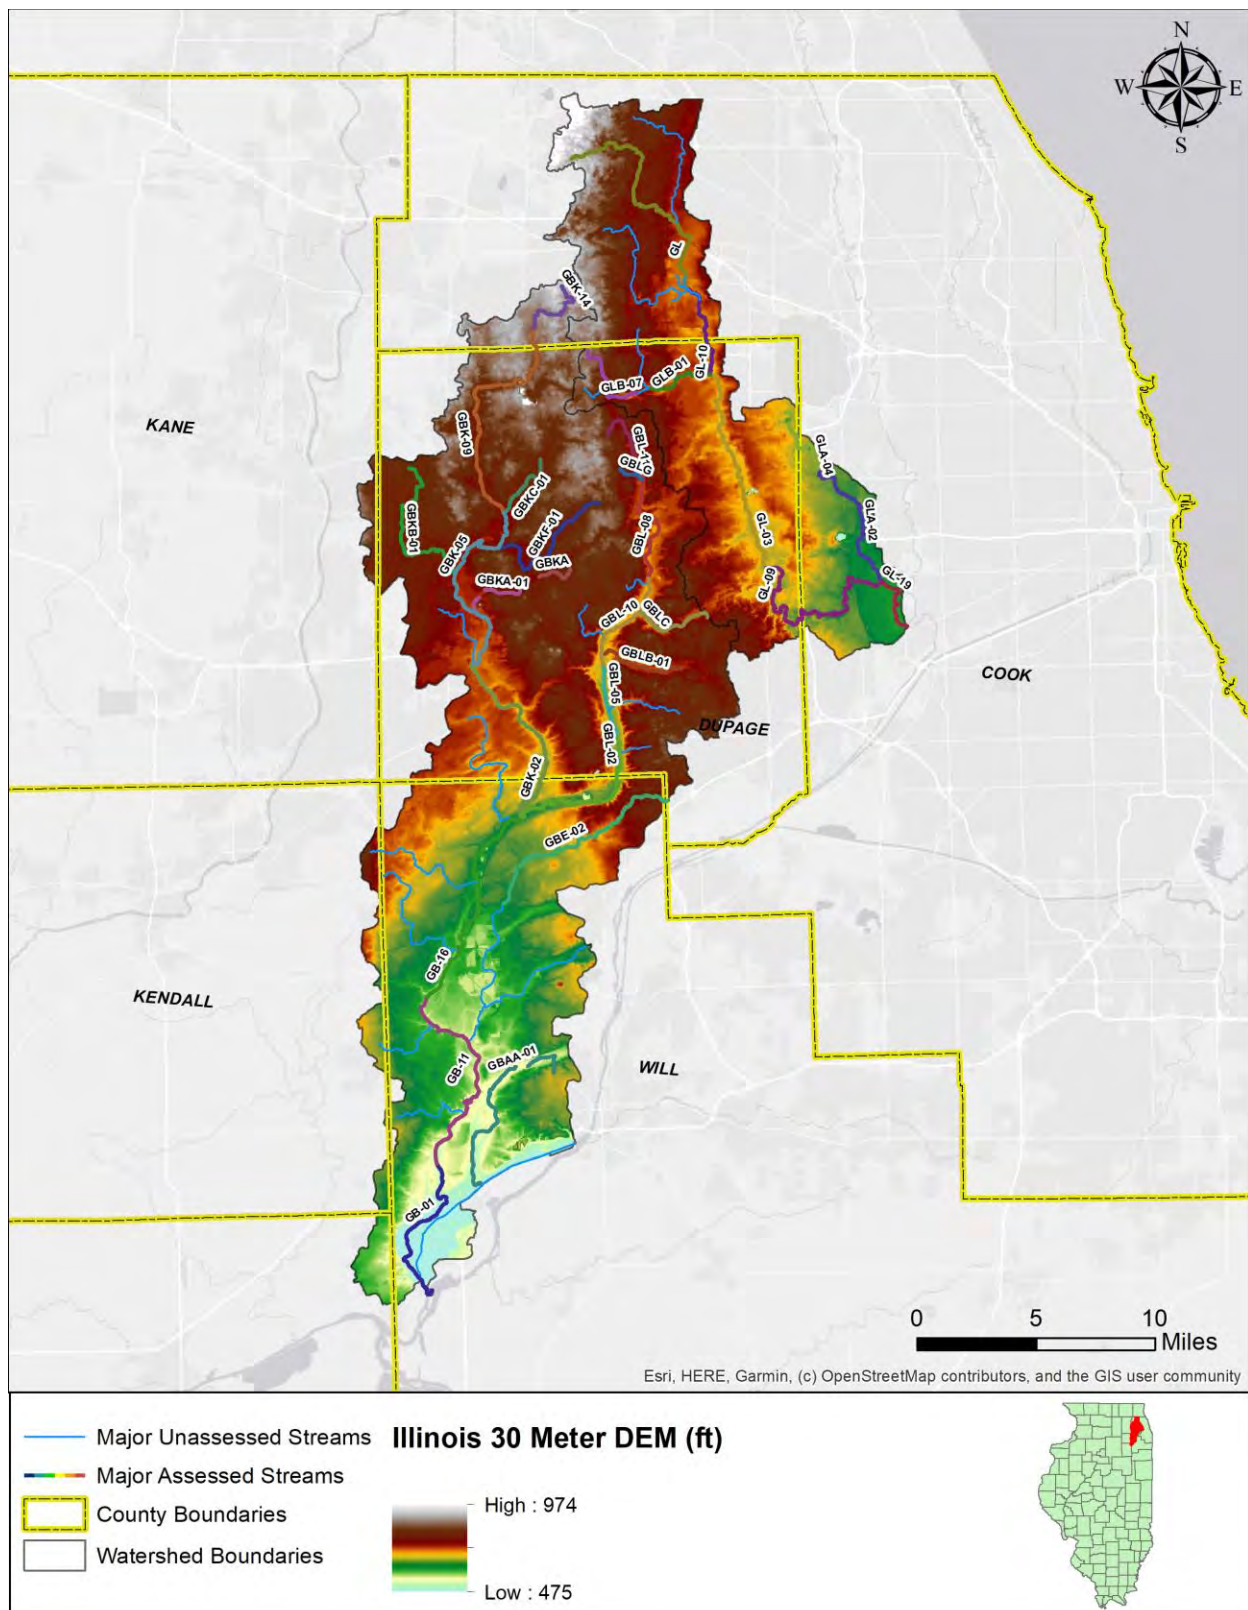 N
W E
S
GL
GBK-14
GL-10
GLB-01
GLB-07
KANE
GBK-09
GBL-11
GBLG
GLA-04
GBKC-01
GLA-02
GBKB-01
GBKF-01
GBL-08
GL-03
GBK-05
GBKA
GBKA-01
GL-09
GL-19
GBL-10
GBLC
GBLB-01
COOK
GBL-05
DUPAGE
GBL-02
GBK-02
GBE-02
GB-16
KENDALL
GB-11
GBAA-01
WILL
GB-01
0 5 10
Miles
Esri, HERE, Garmin, (c) OpenStreetMap contributors, and the GIS user community
Major Unassessed Streams
Major Assessed Streams
County Boundaries
Watershed Boundaries
Illinois 30 Meter DEM (ft)
High : 974
Low : 475